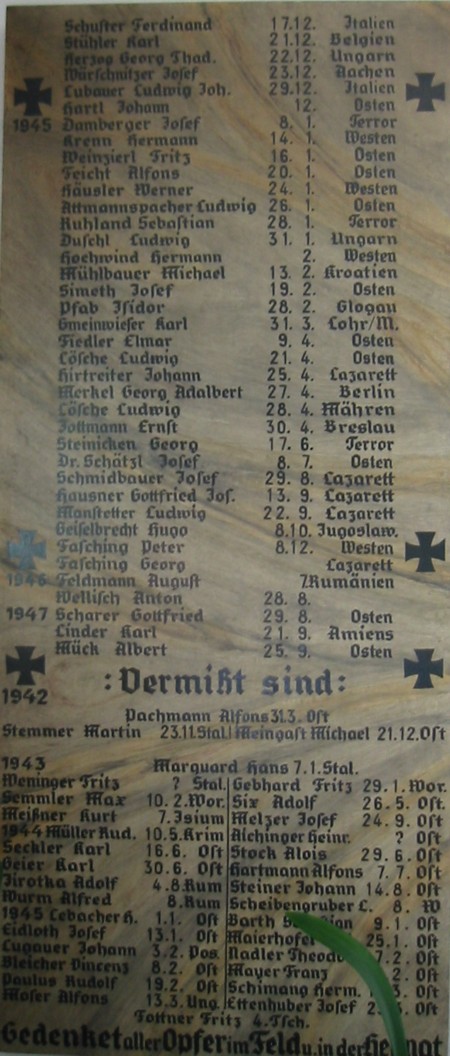 Schuster Ferdinand 17.12. Italien
Stühler Karl 21.12. Belgien
Herzog Georg Thad. 22.12. Ungarn
Würschnitzer Josef 23.12. Aachen
Lubauer Ludwig Joh. 29.12. Italien
Hartl Johann 12. Osten
1945 Damberger Josef 8. 1. Terror
Krenn Hermann 14. 1. Westen
Weinzierl Fritz 16. 1. Osten
Feicht Alfons 20. 1. Osten
Häusler Werner 24. 1. Westen
Attmannspacher Ludwig 26. 1. Osten
Ruhland Sebastian 28. 1. Terror
Duschl Ludwig 31. 1. Ungarn
Hochwind Hermann 2. Westen
Mühlbauer Michael 13. 2. Kroatien
Simeth Josef 19. 2. Osten
Pfab Isidor 28. 2. Glogau
Gmeinwieser Karl 31. 3. Lohr/M.
Fiedler Elmar 9. 4. Osten
Lösche Ludwig 21. 4. Osten
Hirtreiter Johann 25. 4. Lazarett
Merkel Georg Adalbert 27. 4. Berlin
Lösche Ludwig 28. 4. Mähren
Tottmann Ernst 30. 4. Breslau
Steinicken Georg 17. 6. Terror
Dr. Schätzl Josef 8. 7. Osten
Schmidbauer Josef 29. 8. Lazarett
Hausner Gottfried Jos. 13. 9. Lazarett
Manstetter Ludwig 22. 9. Lazarett
Geiselbrecht Hugo 8.10. Jugoslaw.
Fasching Peter 8.12. Westen
Fasching Georg Lazarett
1946 Feldmann August 7. Rumänien
Wellisch Anton 28. 8.
1947 Scharer Gottfried 29. 8. Osten
Linder Karl 21. 9. Amiens
Mück Albert 25. 9. Osten
:Vermißt sind:
1942
Pachmann Alfons 31.3. Ost
Stemmer Martin 23.11. Stal. Meingast Michael 21.12. Ost
1943 Marquard Hans 7.1. Stal.
Weninger Fritz ? Stal. Gebhard Fritz 29.1. Wor.
Semmler Max 10.2. Wor. Six Adolf 26.5. Ost.
Meißner Kurt 7. Isium Melzer Josef 24.9. Ost
1944 Müller Rud. 10.5. Krim Aichinger Heinr. ? Ost
Seckler Karl 16.6. Ost Stock Alois 29.6. Ost
Geier Karl 30.6. Ost Hartmann Alfons 7.7. Ost
Jirotka Adolf 4.8. Rum Steiner Johann 14.8. Ost
Wurm Alfred 8. Rum Scheibengruber L. 8. W
1945 Lebacher H. 1.1. Ost Barth 9.1. Ost
Eidloth Josef 13.1. Ost Maierhofer 25.1. Ost
Lugauer Johann 3.2. Pos. Nadler 7.2. Ost
Bleicher Vincenz 8.2. Ost Mayer Franz 2. Ost
Paulus Rudolf 19.2. Ost Schimang Herm. 3. Ost
Moser Alfons 13.3. Ung. Ettenhuber Josef Ost
Tottner Fritz 4. Tsch.
Gedenket aller Opfer im Feld u. in der Heimat